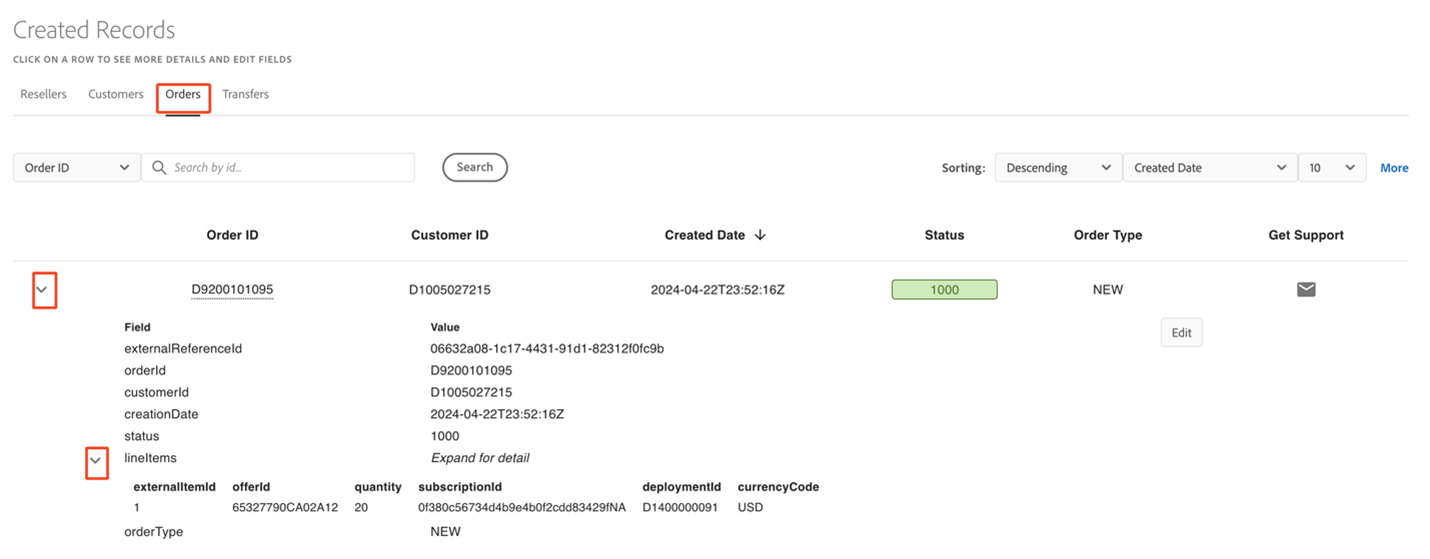 Created Records
CLICK ON A ROW TO SEE MORE DETAILS AND EDIT FIELDS
Resellers Customers Orders Transfers
Order ID Search by id... Search Sorting: Descending Created Date 10 More
Order ID Customer ID Created Date Status Order Type Get Support
D9200101095 D1005027215 2024-04-22T23:52:16Z 1000 NEW
Field Value
Edit
externalReferenceId 06632a08-1c17-4431-91d1-82312f0fc9b
orderId D9200101095
customerId D1005027215
creationDate 2024-04-22T23:52:16Z
status 1000
lineItems Expand for detail
externalItemId offerId quantity subscriptionId deploymentId currencyCode
1 65327790CA02A12 20 0f380c56734d4b9e4b0f2cdd83429fNA D1400000091 USD
orderType NEW